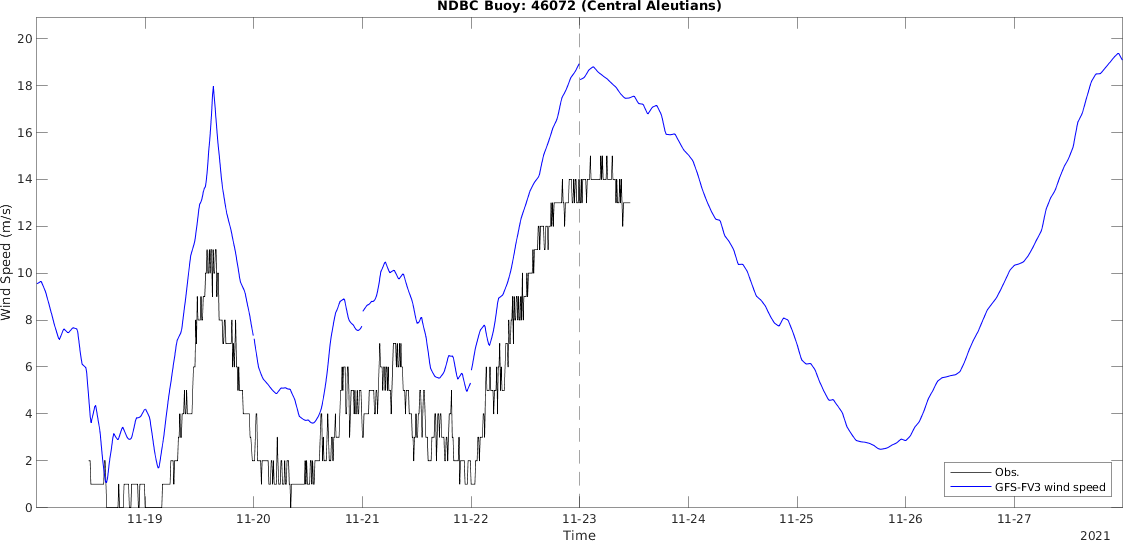 NDBC Buoy: 46072 (Central Aleutians)
20
18
16
14
12
10
8
6
4
2
0
Wind Speed (m/s)
11-19 11-20 11-21 11-22 11-23 11-24 11-25 11-26 11-27
Time
2021
Obs.
GFS-FV3 wind speed